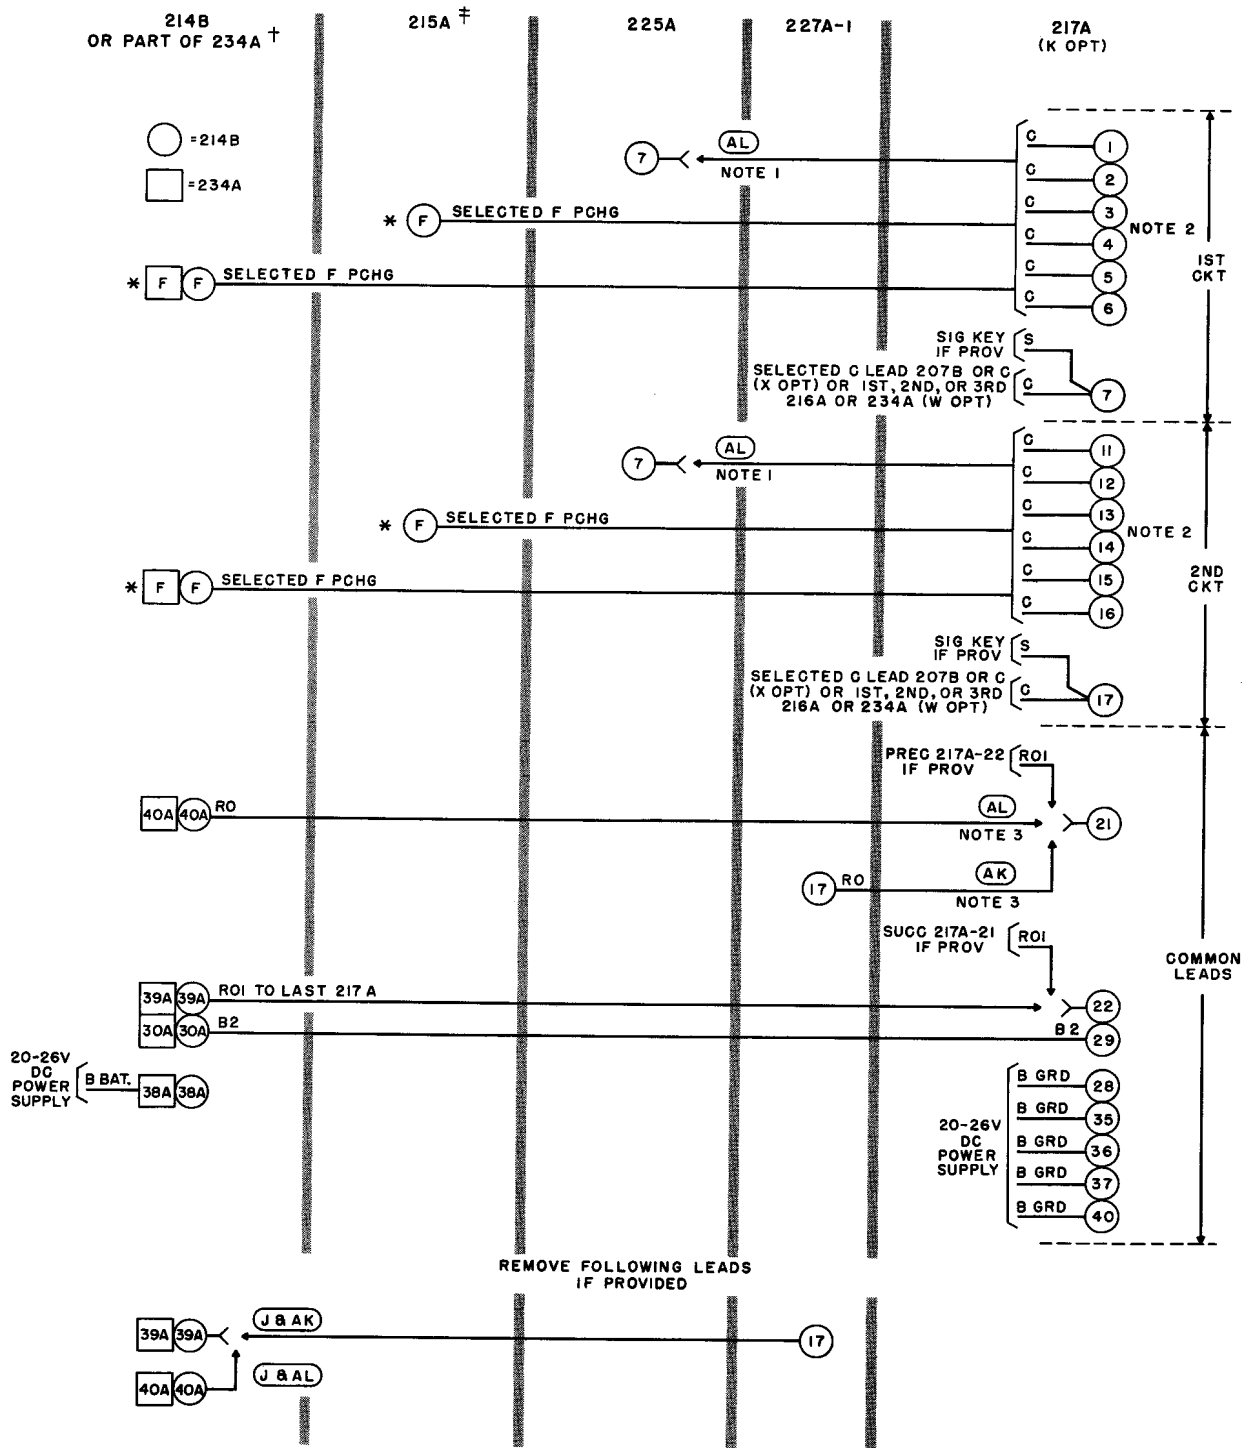 214B
OR PART OF 234A †
215A ‡
225A
227A-1
217A
(K OPT)
=214B
=234A
7
AL
NOTE 1
C 1
C 2
* F SELECTED F PCHG
C 3
NOTE 2
C 4
1ST
CKT
* F F SELECTED F PCHG
C 5
C 6
SIG KEY
IF PROV
S
SELECTED C LEAD 207B OR C
(X OPT) OR 1ST, 2ND, OR 3RD
216A OR 234A (W OPT)
C 7
7
AL
NOTE 1
C 11
C 12
* F SELECTED F PCHG
C 13
NOTE 2
C 14
2ND
CKT
* F F SELECTED F PCHG
C 15
C 16
SIG KEY
IF PROV
S
SELECTED C LEAD 207B OR C
(X OPT) OR 1ST, 2ND, OR 3RD
216A OR 234A (W OPT)
C 17
PREC 217A-22
IF PROV
RO1
40A 40A RO
AL
NOTE 3
21
17 RO
AK
NOTE 3
SUCC 217A-21
IF PROV
RO1
COMMON
LEADS
39A 39A RO1 TO LAST 217A
22
30A 30A B2
B2 29
20-26V
DC
POWER
SUPPLY
B BAT. 38A 38A
20-26V
DC
POWER
SUPPLY
B GRD 28
B GRD 35
B GRD 36
B GRD 37
B GRD 40
REMOVE FOLLOWING LEADS
IF PROVIDED
39A 39A J & AK 17
40A 40A J & AL